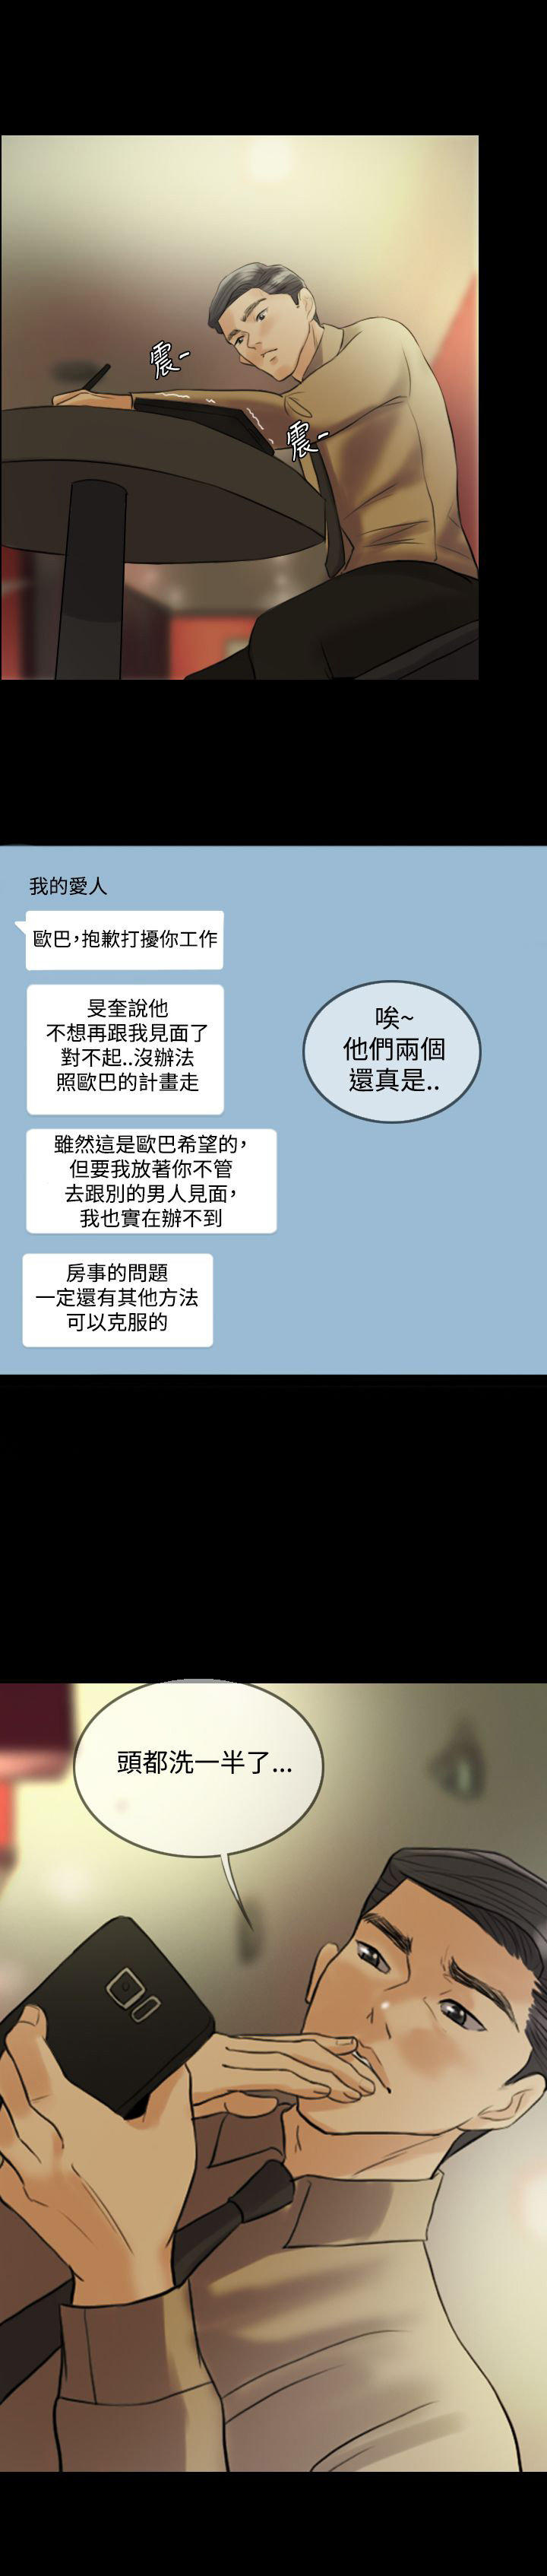 震-
震-
我的愛人
歐巴,抱歉打擾你工作
旻奎說他
不想再跟我見面了
對不起..沒辦法
照歐巴的計畫走
唉~
他們兩個
還真是..
雖然這是歐巴希望的,
但要我放著你不管
去跟別的男人見面,
我也實在辦不到
房事的問題
一定還有其他方法
可以克服的
頭都洗一半了...